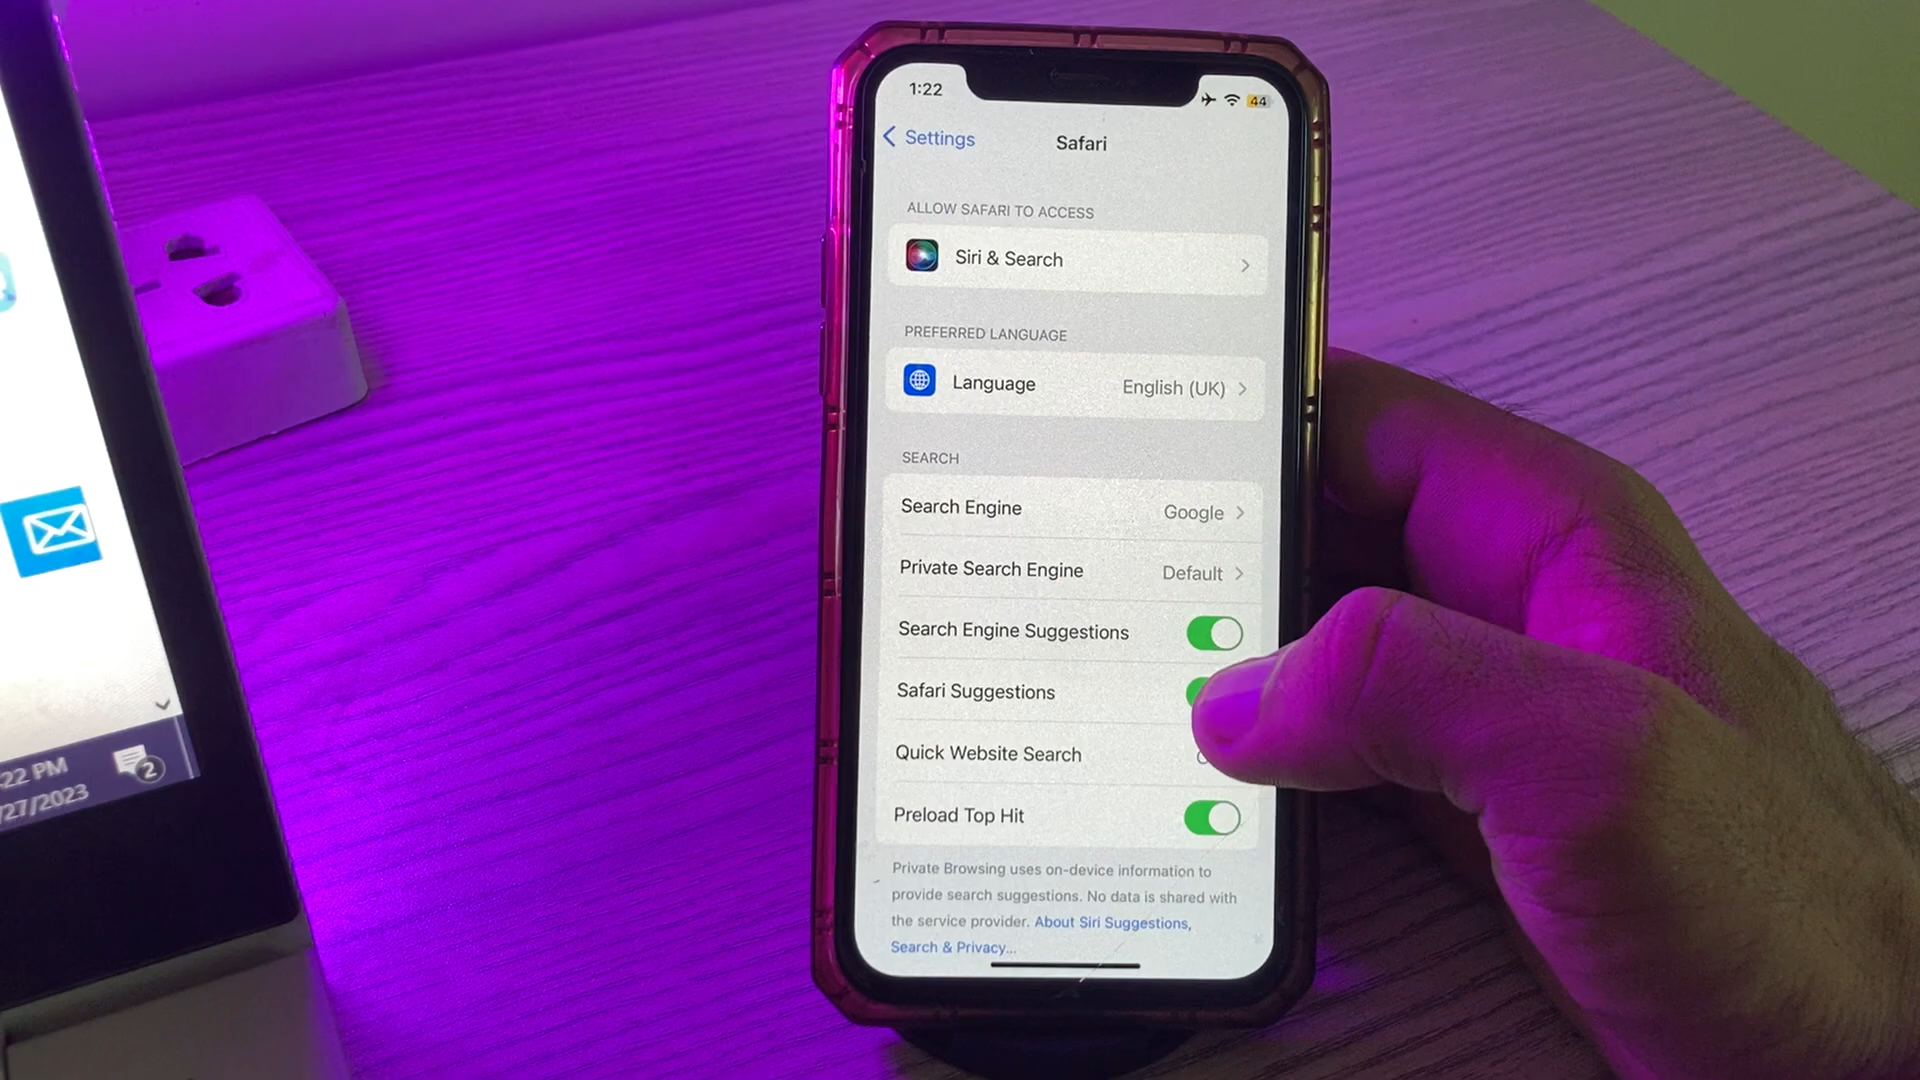 1:22
44
Settings
Safari
ALLOW SAFARI TO ACCESS
Siri & Search
PREFERRED LANGUAGE
Language English (UK)
SEARCH
Search Engine Google
Private Search Engine Default
Search Engine Suggestions
Safari Suggestions
Quick Website Search
Preload Top Hit
Private Browsing uses on-device information to
provide search suggestions. No data is shared with
the service provider. About Siri Suggestions,
Search & Privacy...
:22 PM
/27/2023
2